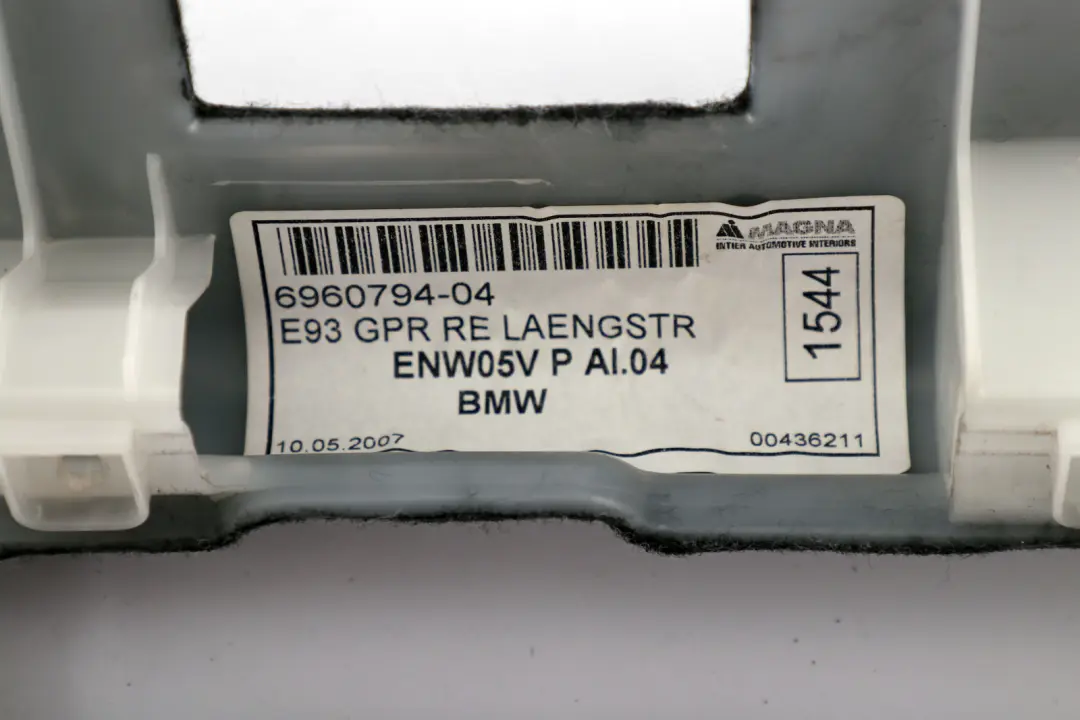 MAGNA
INTIER AUTOMOTIVE INTERIORS
6960794-04
1544
E93 GPR RE LAENGSTR
ENW05V P AI.04
BMW
10.05.2007
00436211